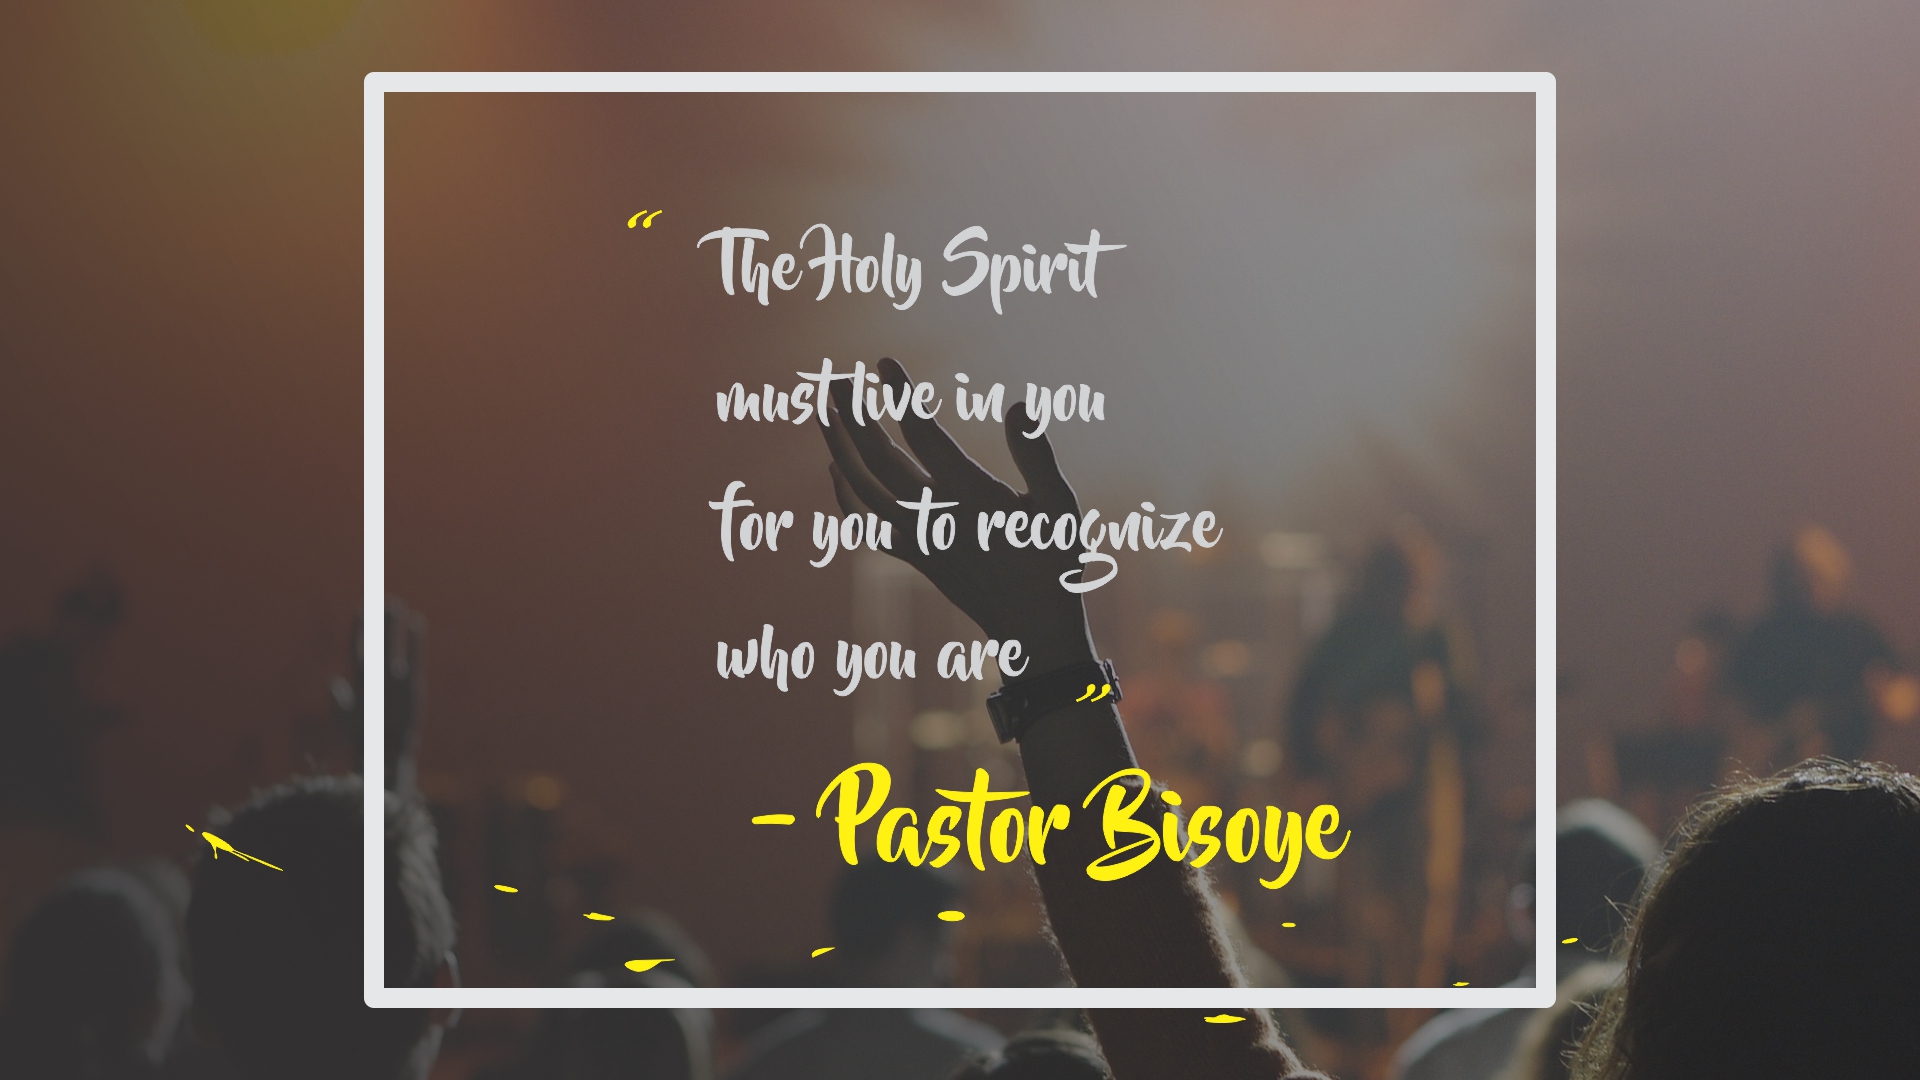 “ The Holy Spirit
must live in you
for you to recognize
who you are ”
- Pastor Bisoye